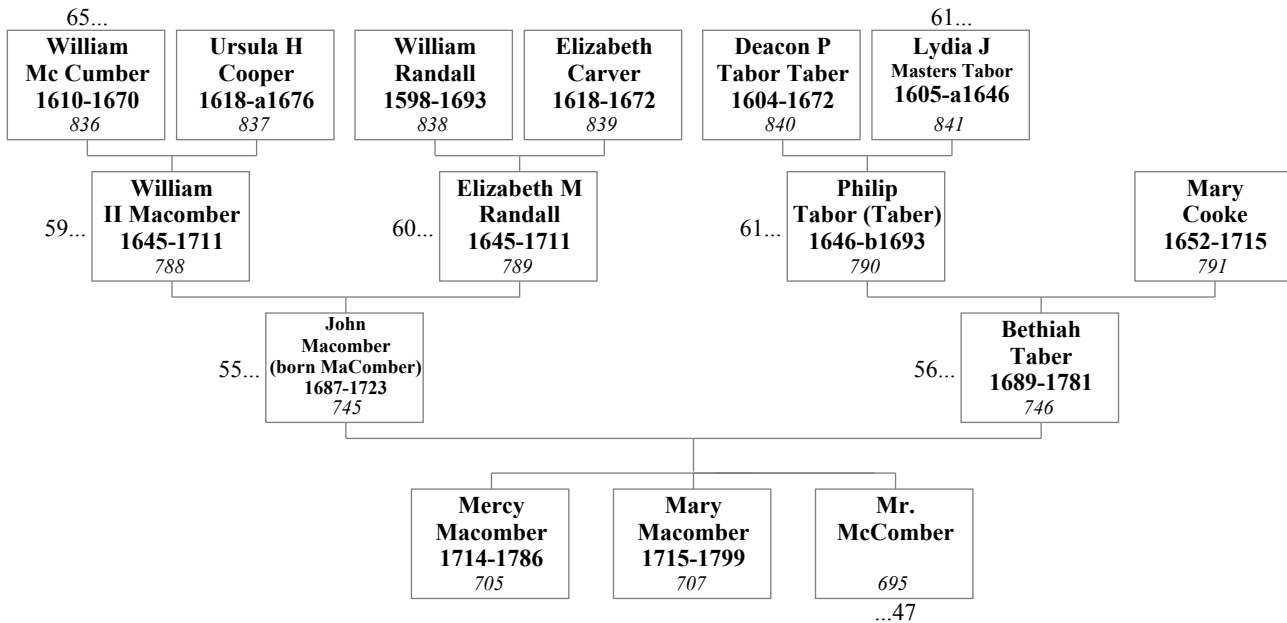 65...
61...
William
Mc Cumber
1610-1670
836
Ursula H
Cooper
1618-a1676
837
William
Randall
1598-1693
838
Elizabeth
Carver
1618-1672
839
Deacon P
Tabor Taber
1604-1672
840
Lydia J
Masters Tabor
1605-a1646
841
59...
William
II Macomber
1645-1711
788
60...
Elizabeth M
Randall
1645-1711
789
61...
Philip
Tabor (Taber)
1646-b1693
790
Mary
Cooke
1652-1715
791
55...
John
Macomber
(born MaComber)
1687-1723
745
56...
Bethiah
Taber
1689-1781
746
Mercy
Macomber
1714-1786
705
Mary
Macomber
1715-1799
707
Mr.
McComber
695
...47